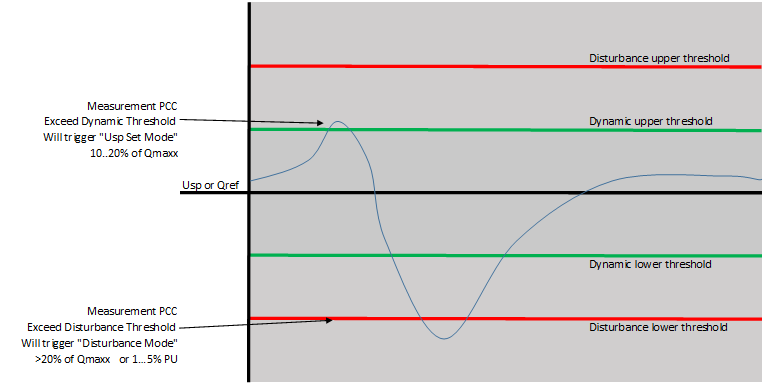 Disturbance upper threshold
Measurement PCC
Exceed Dynamic Threshold
Will trigger "Usp Set Mode"
10..20% of Qmaxx
Dynamic upper threshold
Usp or Qref
Dynamic lower threshold
Measurement PCC
Exceed Disturbance Threshold
Will trigger "Disturbance Mode"
>20% of Qmaxx or 1...5% PU
Disturbance lower threshold